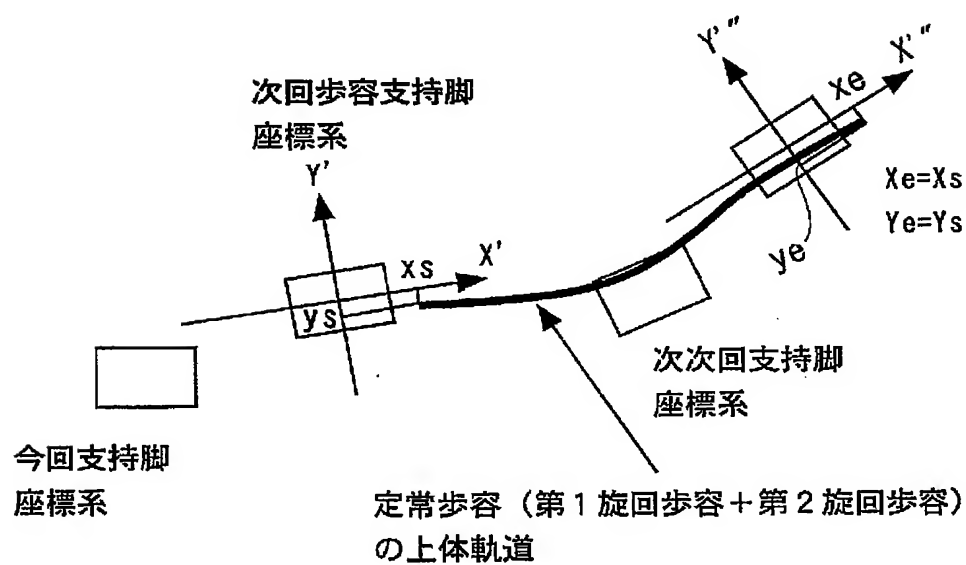 次回歩容支持脚
座標系
Y'
X'
xs
ys
Y'"
X'"
xe
Xe=Xs
Ye=Ys
ye
次次回支持脚
座標系
今回支持脚
座標系
定常歩容（第1旋回歩容＋第2旋回歩容）
の上体軌道